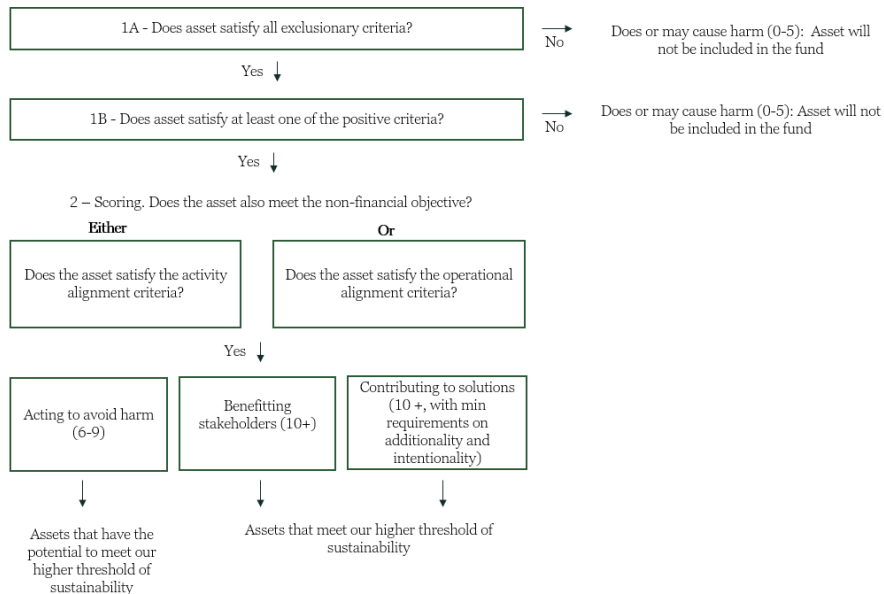 1A - Does asset satisfy all exclusionary criteria?
No
Does or may cause harm (0-5):  Asset will
not be included in the fund
Yes
1B - Does asset satisfy at least one of the positive criteria?
No
Does or may cause harm (0-5): Asset will not
be included in the fund
Yes
2 – Scoring. Does the asset also meet the non-financial objective?
Either
Or
Does the asset satisfy the activity
alignment criteria?
Does the asset satisfy the operational
alignment criteria?
Yes
Acting to avoid harm
(6-9)
Benefitting
stakeholders (10+)
Contributing to solutions
(10 +, with min
requirements on
additionality and
intentionality)
Assets that have the
potential to meet our
higher threshold of
sustainability
Assets that meet our higher threshold of
sustainability